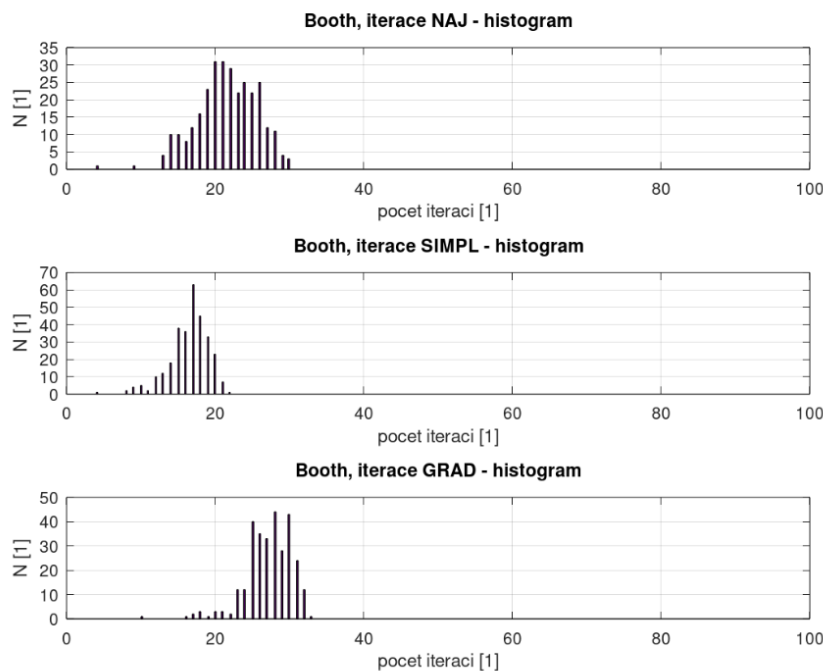 Booth, iterace NAJ - histogram
35
30
25
20
15
10
5
0
N [1]
0 20 40 60 80 100
pocet iteraci [1]
Booth, iterace SIMPL - histogram
70
60
50
40
30
20
10
0
N [1]
0 20 40 60 80 100
pocet iteraci [1]
Booth, iterace GRAD - histogram
50
40
30
20
10
0
N [1]
0 20 40 60 80 100
pocet iteraci [1]